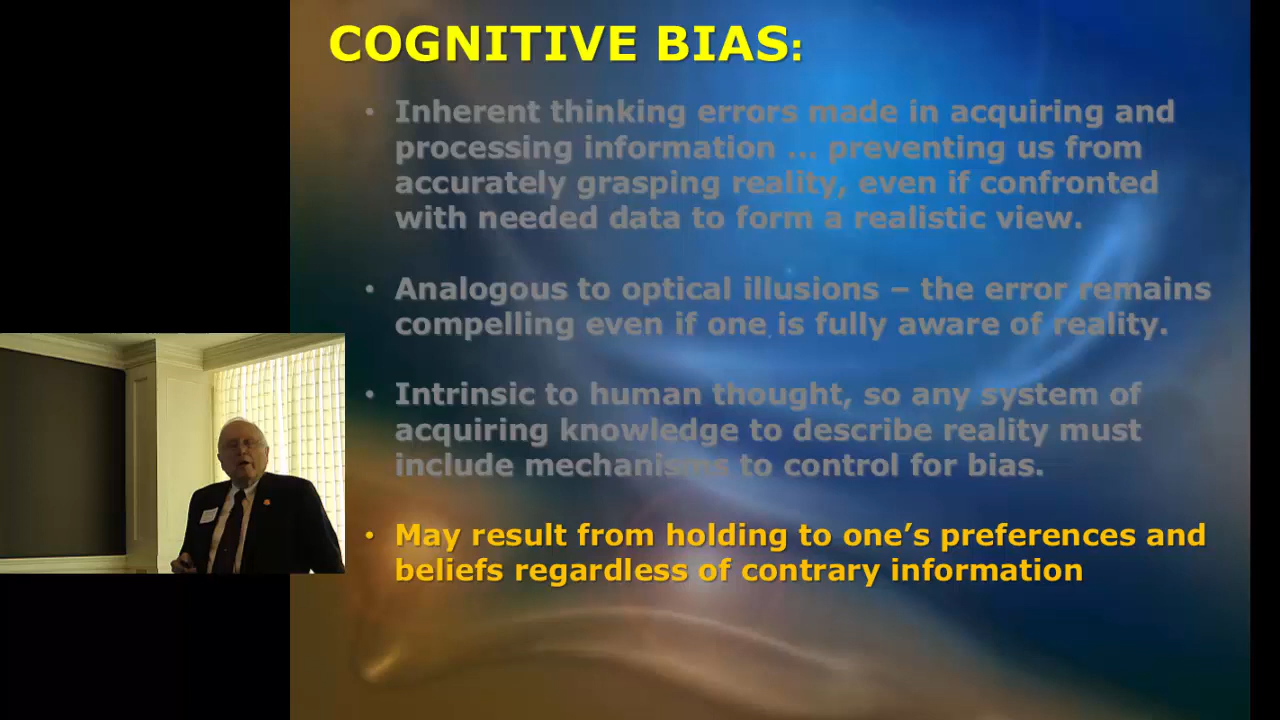 COGNITIVE BIAS:
• Inherent thinking errors made in acquiring and
processing information ... preventing us from
accurately grasping reality, even if confronted
with needed data to form a realistic view.
• Analogous to optical illusions – the error remains
compelling even if one is fully aware of reality.
• Intrinsic to human thought, so any system of
acquiring knowledge to describe reality must
include mechanisms to control for bias.
• May result from holding to one’s preferences and
beliefs regardless of contrary information